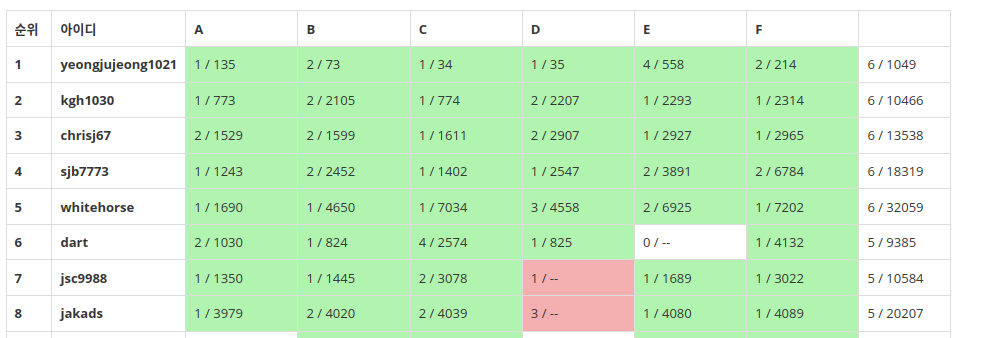 순위 아이디 A B C D E F
1 yeongjujeong1021 1 / 135 2 / 73 1 / 34 1 / 35 4 / 558 2 / 214 6 / 1049
2 kgh1030 1 / 773 2 / 2105 1 / 774 2 / 2207 1 / 2293 1 / 2314 6 / 10466
3 chrisj67 2 / 1529 2 / 1599 1 / 1611 2 / 2907 1 / 2927 1 / 2965 6 / 13538
4 sjb7773 1 / 1243 2 / 2452 1 / 1402 1 / 2547 2 / 3891 2 / 6784 6 / 18319
5 whitehorse 1 / 1690 1 / 4650 1 / 7034 3 / 4558 2 / 6925 1 / 7202 6 / 32059
6 dart 2 / 1030 1 / 824 4 / 2574 1 / 825 0 / -- 1 / 4132 5 / 9385
7 jsc9988 1 / 1350 1 / 1445 2 / 3078 1 / -- 1 / 1689 1 / 3022 5 / 10584
8 jakads 1 / 3979 2 / 4020 2 / 4039 3 / -- 1 / 4080 1 / 4089 5 / 20207